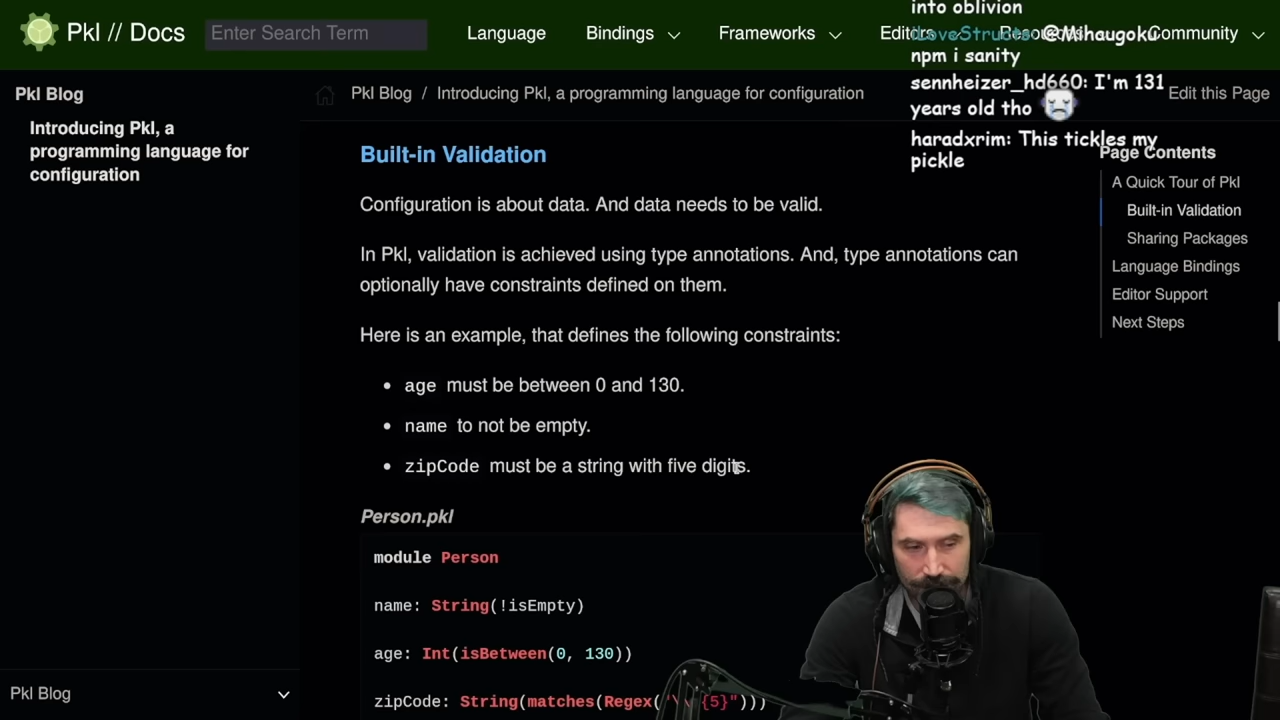 Pkl // Docs
Enter Search Term
Language
Bindings
Frameworks
Editors
Community
into oblivion
iLoveStructs: @Mihaugoku
npm i sanity
sennheizer_hd660: I'm 131
years old tho
haradxrim: This tickles my
pickle
Pkl Blog
Introducing Pkl, a
programming language for
configuration
Pkl Blog / Introducing Pkl, a programming language for configuration
Edit this Page
Built-in Validation
Configuration is about data. And data needs to be valid.
In Pkl, validation is achieved using type annotations. And, type annotations can
optionally have constraints defined on them.
Here is an example, that defines the following constraints:
• age must be between 0 and 130.
• name to not be empty.
• zipCode must be a string with five digits.
Person.pkl
module Person
name: String(!isEmpty)
age: Int(isBetween(0, 130))
zipCode: String(matches(Regex("\\ {5}")))
Page Contents
A Quick Tour of Pkl
Built-in Validation
Sharing Packages
Language Bindings
Editor Support
Next Steps
Pkl Blog